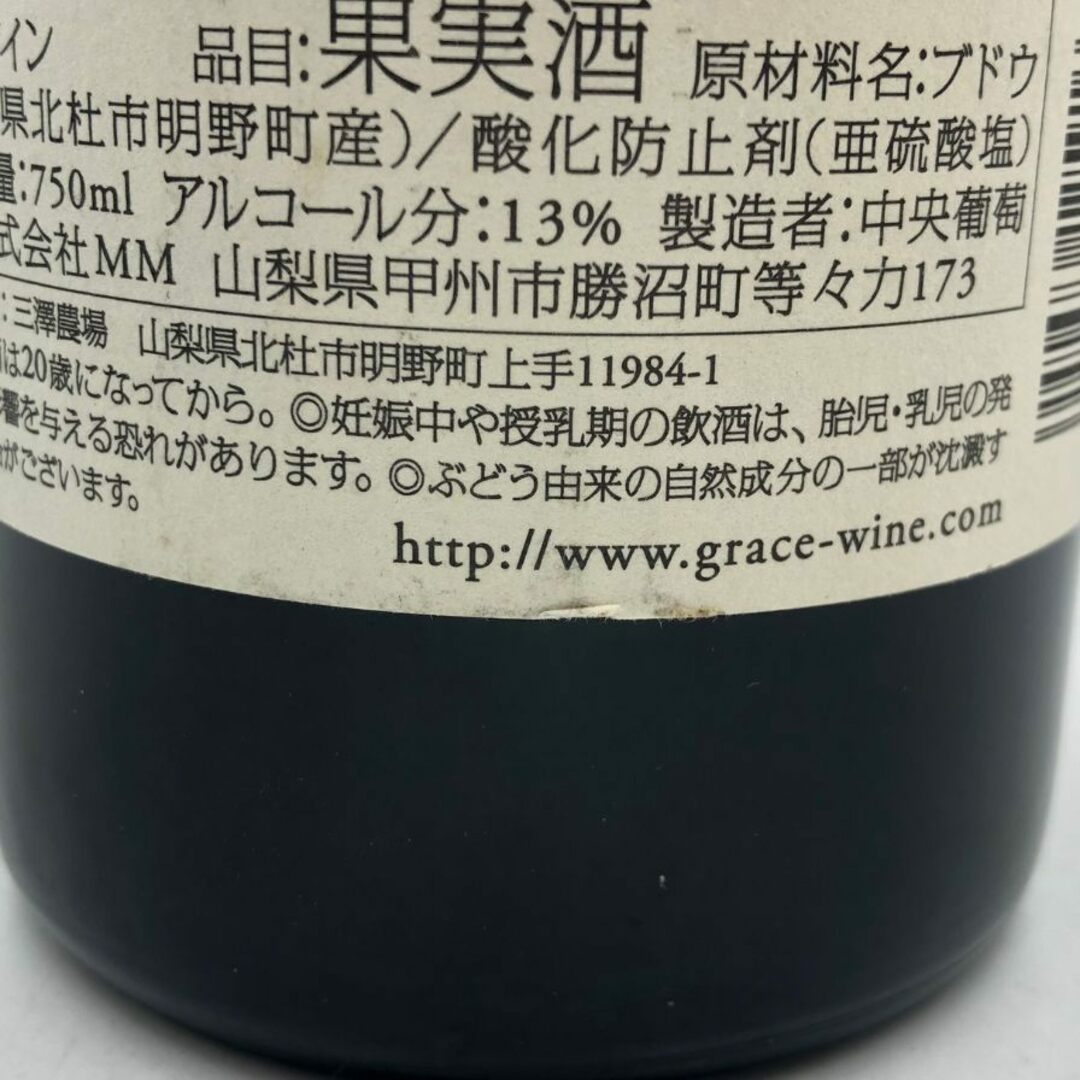 イン 品目:果実酒 原材料名:ブドウ
県北杜市明野町産)/酸化防止剤(亜硫酸塩)
量:750ml アルコール分:13% 製造者:中央葡萄
式会社MM 山梨県甲州市勝沼町等々力173
:三澤農場 山梨県北杜市明野町上手11984-1
は20歳になってから。◎妊娠中や授乳期の飲酒は、胎児・乳児の発
響を与える恐れがあります。◎ぶどう由来の自然成分の一部が沈澱す
がございます。
http://www.grace-wine.com